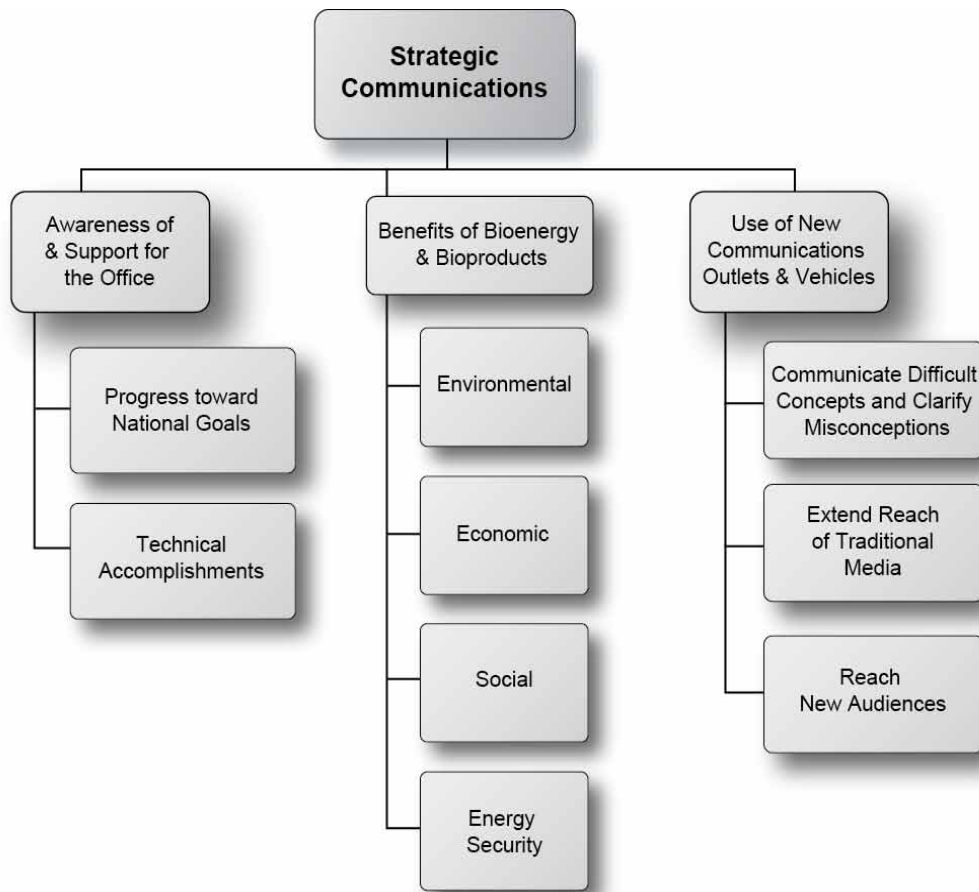 Strategic
Communications
Awareness of
& Support for
the Office
Progress toward
National Goals
Technical
Accomplishments
Benefits of Bioenergy
& Bioproducts
Environmental
Economic
Social
Energy
Security
Use of New
Communications
Outlets & Vehicles
Communicate Difficult
Concepts and Clarify
Misconceptions
Extend Reach
of Traditional
Media
Reach
New Audiences